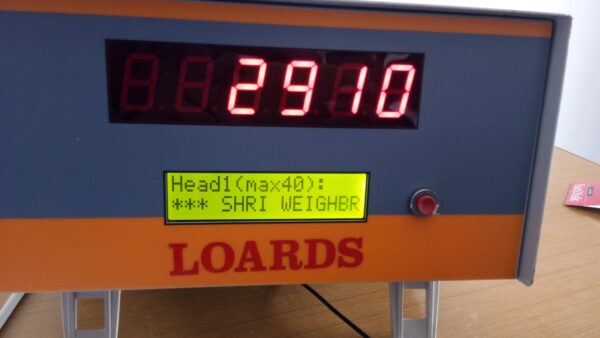 2910
Head1(max40):
*** SHRI WEIGHBR
LOARDS